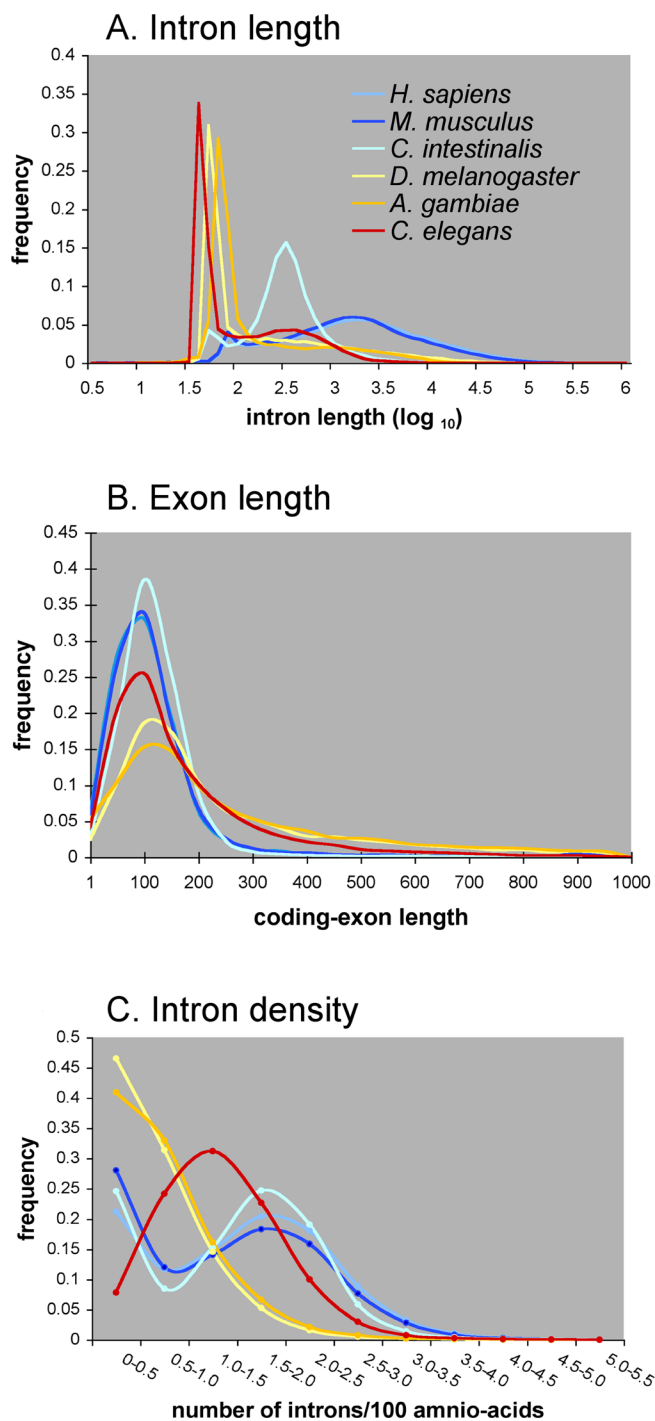 A. Intron length
0.4
0.35
0.3
0.25
0.2
0.15
0.1
0.05
0
frequency
H. sapiens
M. musculus
C. intestinalis
D. melanogaster
A. gambiae
C. elegans
0.5 1 1.5 2 2.5 3 3.5 4 4.5 5 5.5 6
intron length (log 10)
B. Exon length
0.45
0.4
0.35
0.3
0.25
0.2
0.15
0.1
0.05
0
frequency
1 100 200 300 400 500 600 700 800 900 1000
coding-exon length
C. Intron density
0.5
0.45
0.4
0.35
0.3
0.25
0.2
0.15
0.1
0.05
0
frequency
0-0.5 0.5-1.0 1.0-1.5 1.5-2.0 2.0-2.5 2.5-3.0 3.0-3.5 3.5-4.0 4.0-4.5 4.5-5.0 5.0-5.5
number of introns/100 amnio-acids